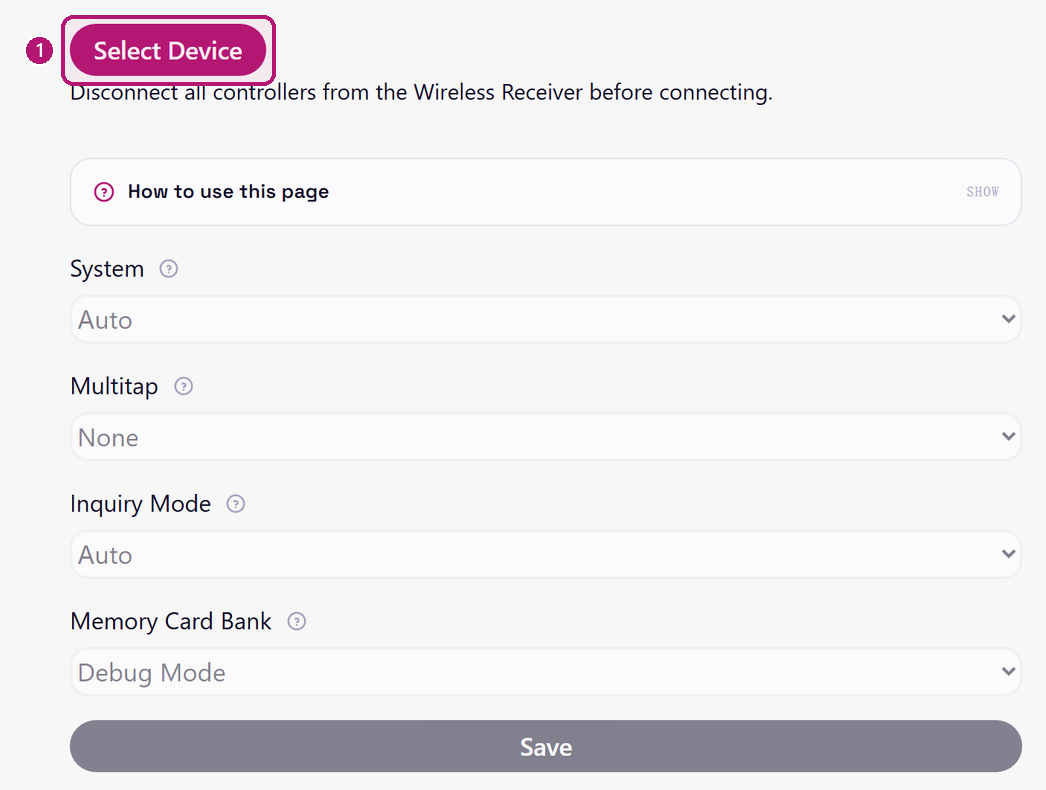 1 Select Device
Disconnect all controllers from the Wireless Receiver before connecting.
? How to use this page SHOW
System ?
Auto
Multitap ?
None
Inquiry Mode ?
Auto
Memory Card Bank ?
Debug Mode
Save